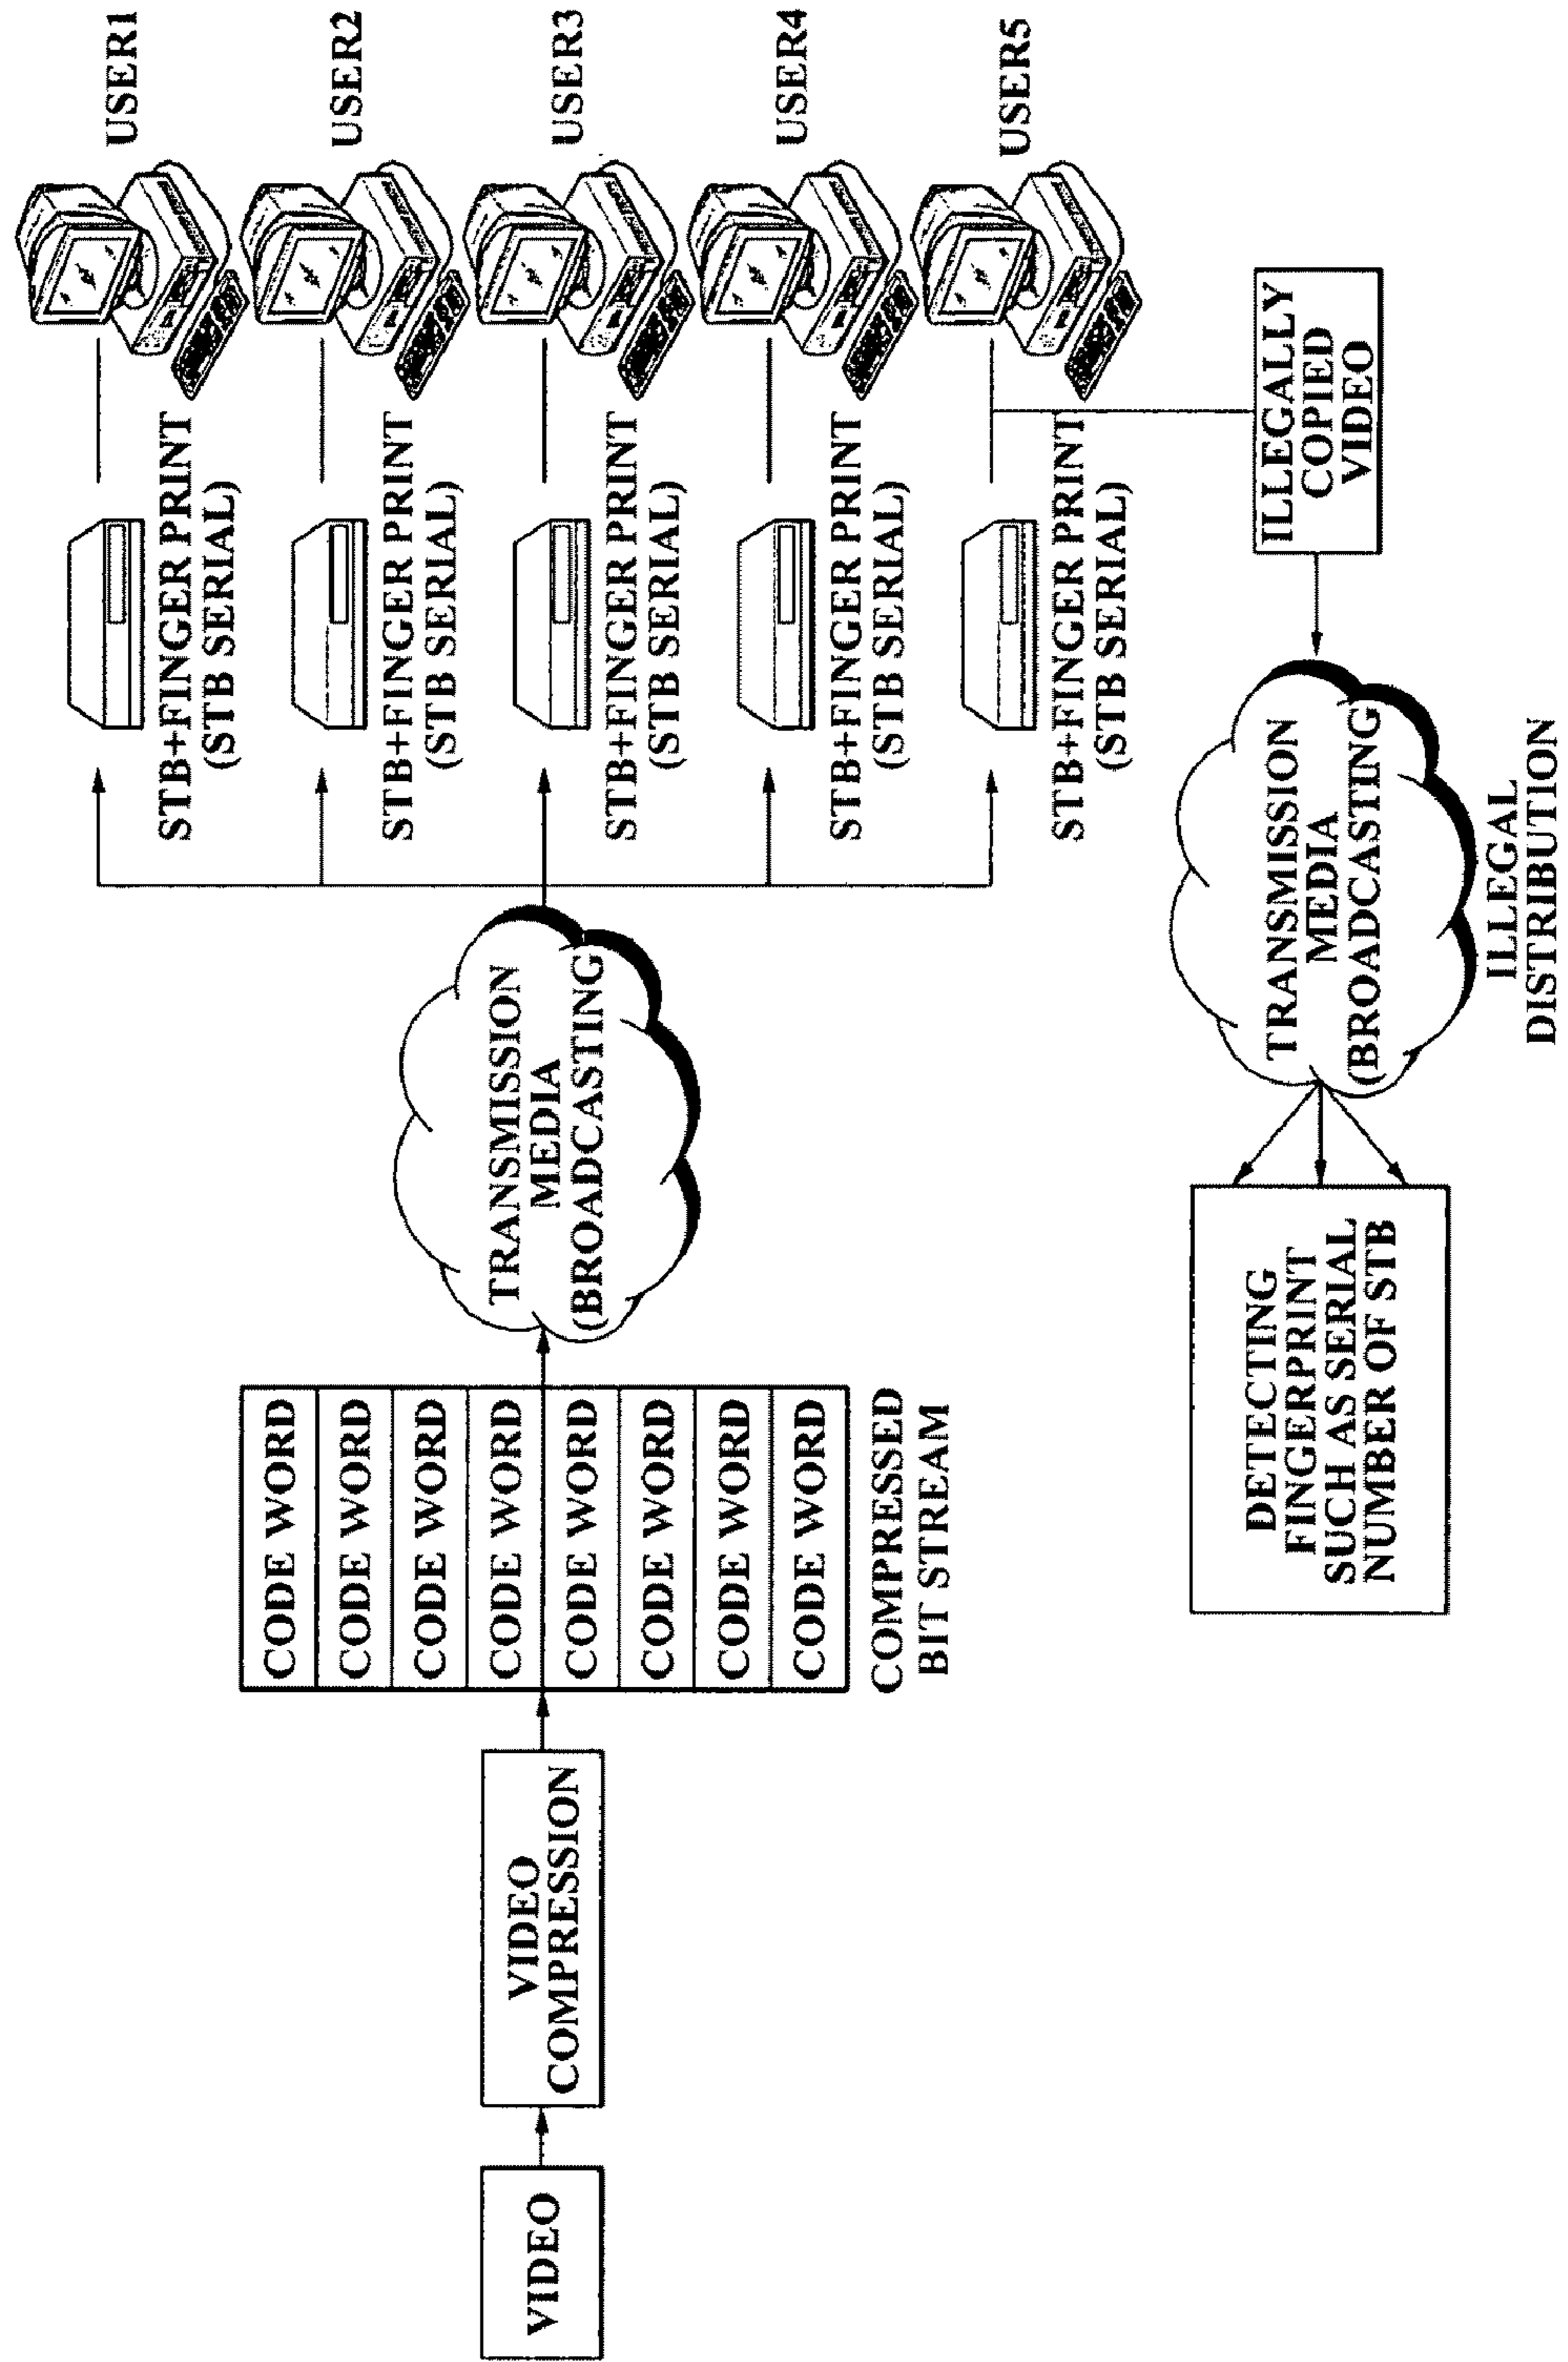 VIDEO
VIDEO
COMPRESSION
CODE WORD
CODE WORD
CODE WORD
CODE WORD
CODE WORD
CODE WORD
CODE WORD
CODE WORD
COMPRESSED
BIT STREAM
TRANSMISSION
MEDIA
(BROADCASTING)
STB+FINGER PRINT
(STB SERIAL)
USER1
STB+FINGER PRINT
(STB SERIAL)
USER2
STB+FINGER PRINT
(STB SERIAL)
USER3
STB+FINGER PRINT
(STB SERIAL)
USER4
STB+FINGER PRINT
(STB SERIAL)
USER5
ILLEGALLY
COPIED
VIDEO
TRANSMISSION
MEDIA
(BROADCASTING)
ILLEGAL
DISTRIBUTION
DETECTING
FINGERPRINT
SUCH AS SERIAL
NUMBER OF STB